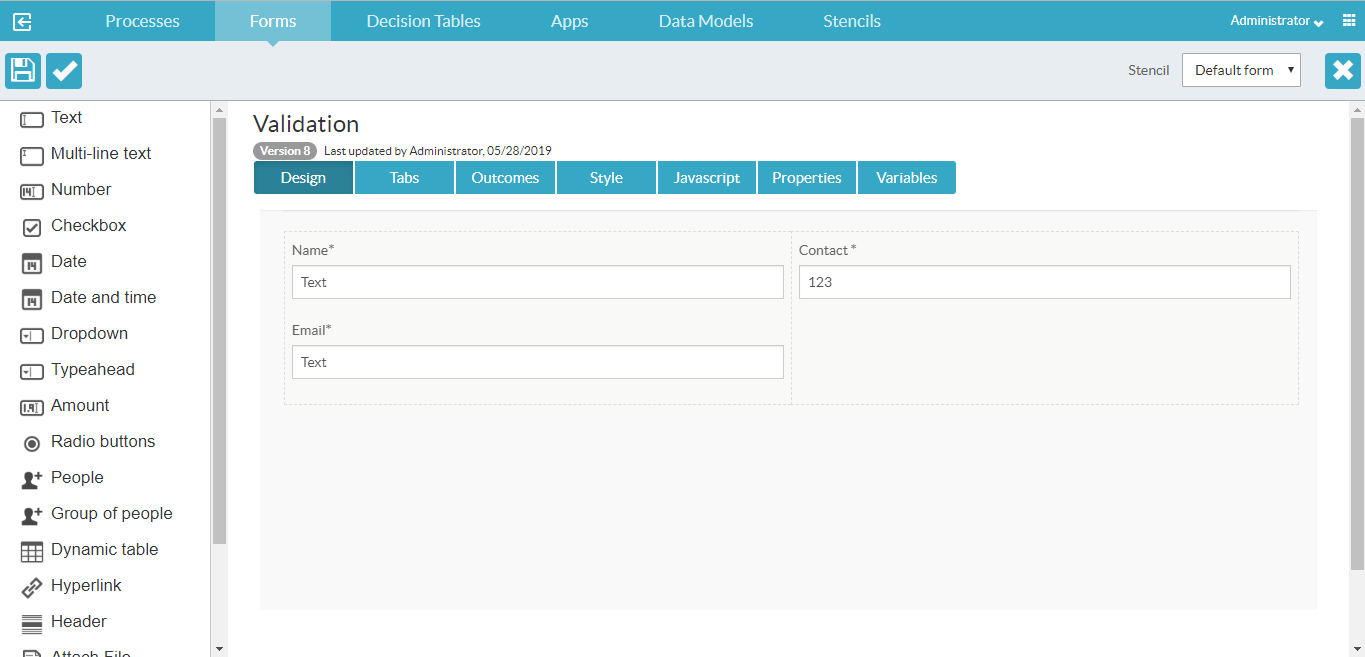 Processes Forms Decision Tables Apps Data Models Stencils Administrator
Stencil Default form
Text
Multi-line text
Number
Checkbox
Date
Date and time
Dropdown
Typeahead
Amount
Radio buttons
People
Group of people
Dynamic table
Hyperlink
Header
Attach File
Validation
Version 8 Last updated by Administrator, 05/28/2019
Design Tabs Outcomes Style Javascript Properties Variables
Name* Contact *
Text 123
Email*
Text